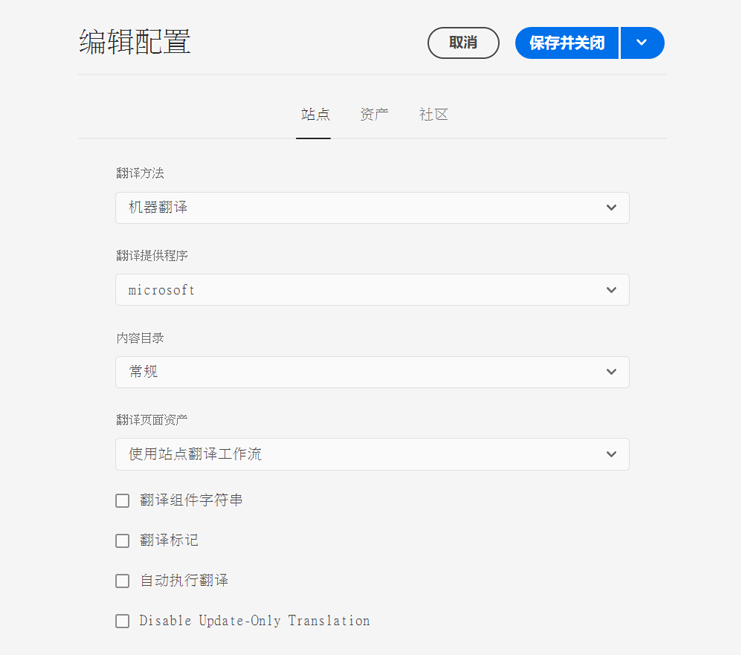 编辑配置
取消
保存并关闭
站点 资产 社区
翻译方法
机器翻译
翻译提供程序
microsoft
内容目录
常规
翻译页面资产
使用站点翻译工作流
翻译组件字符串
翻译标记
自动执行翻译
Disable Update-Only Translation